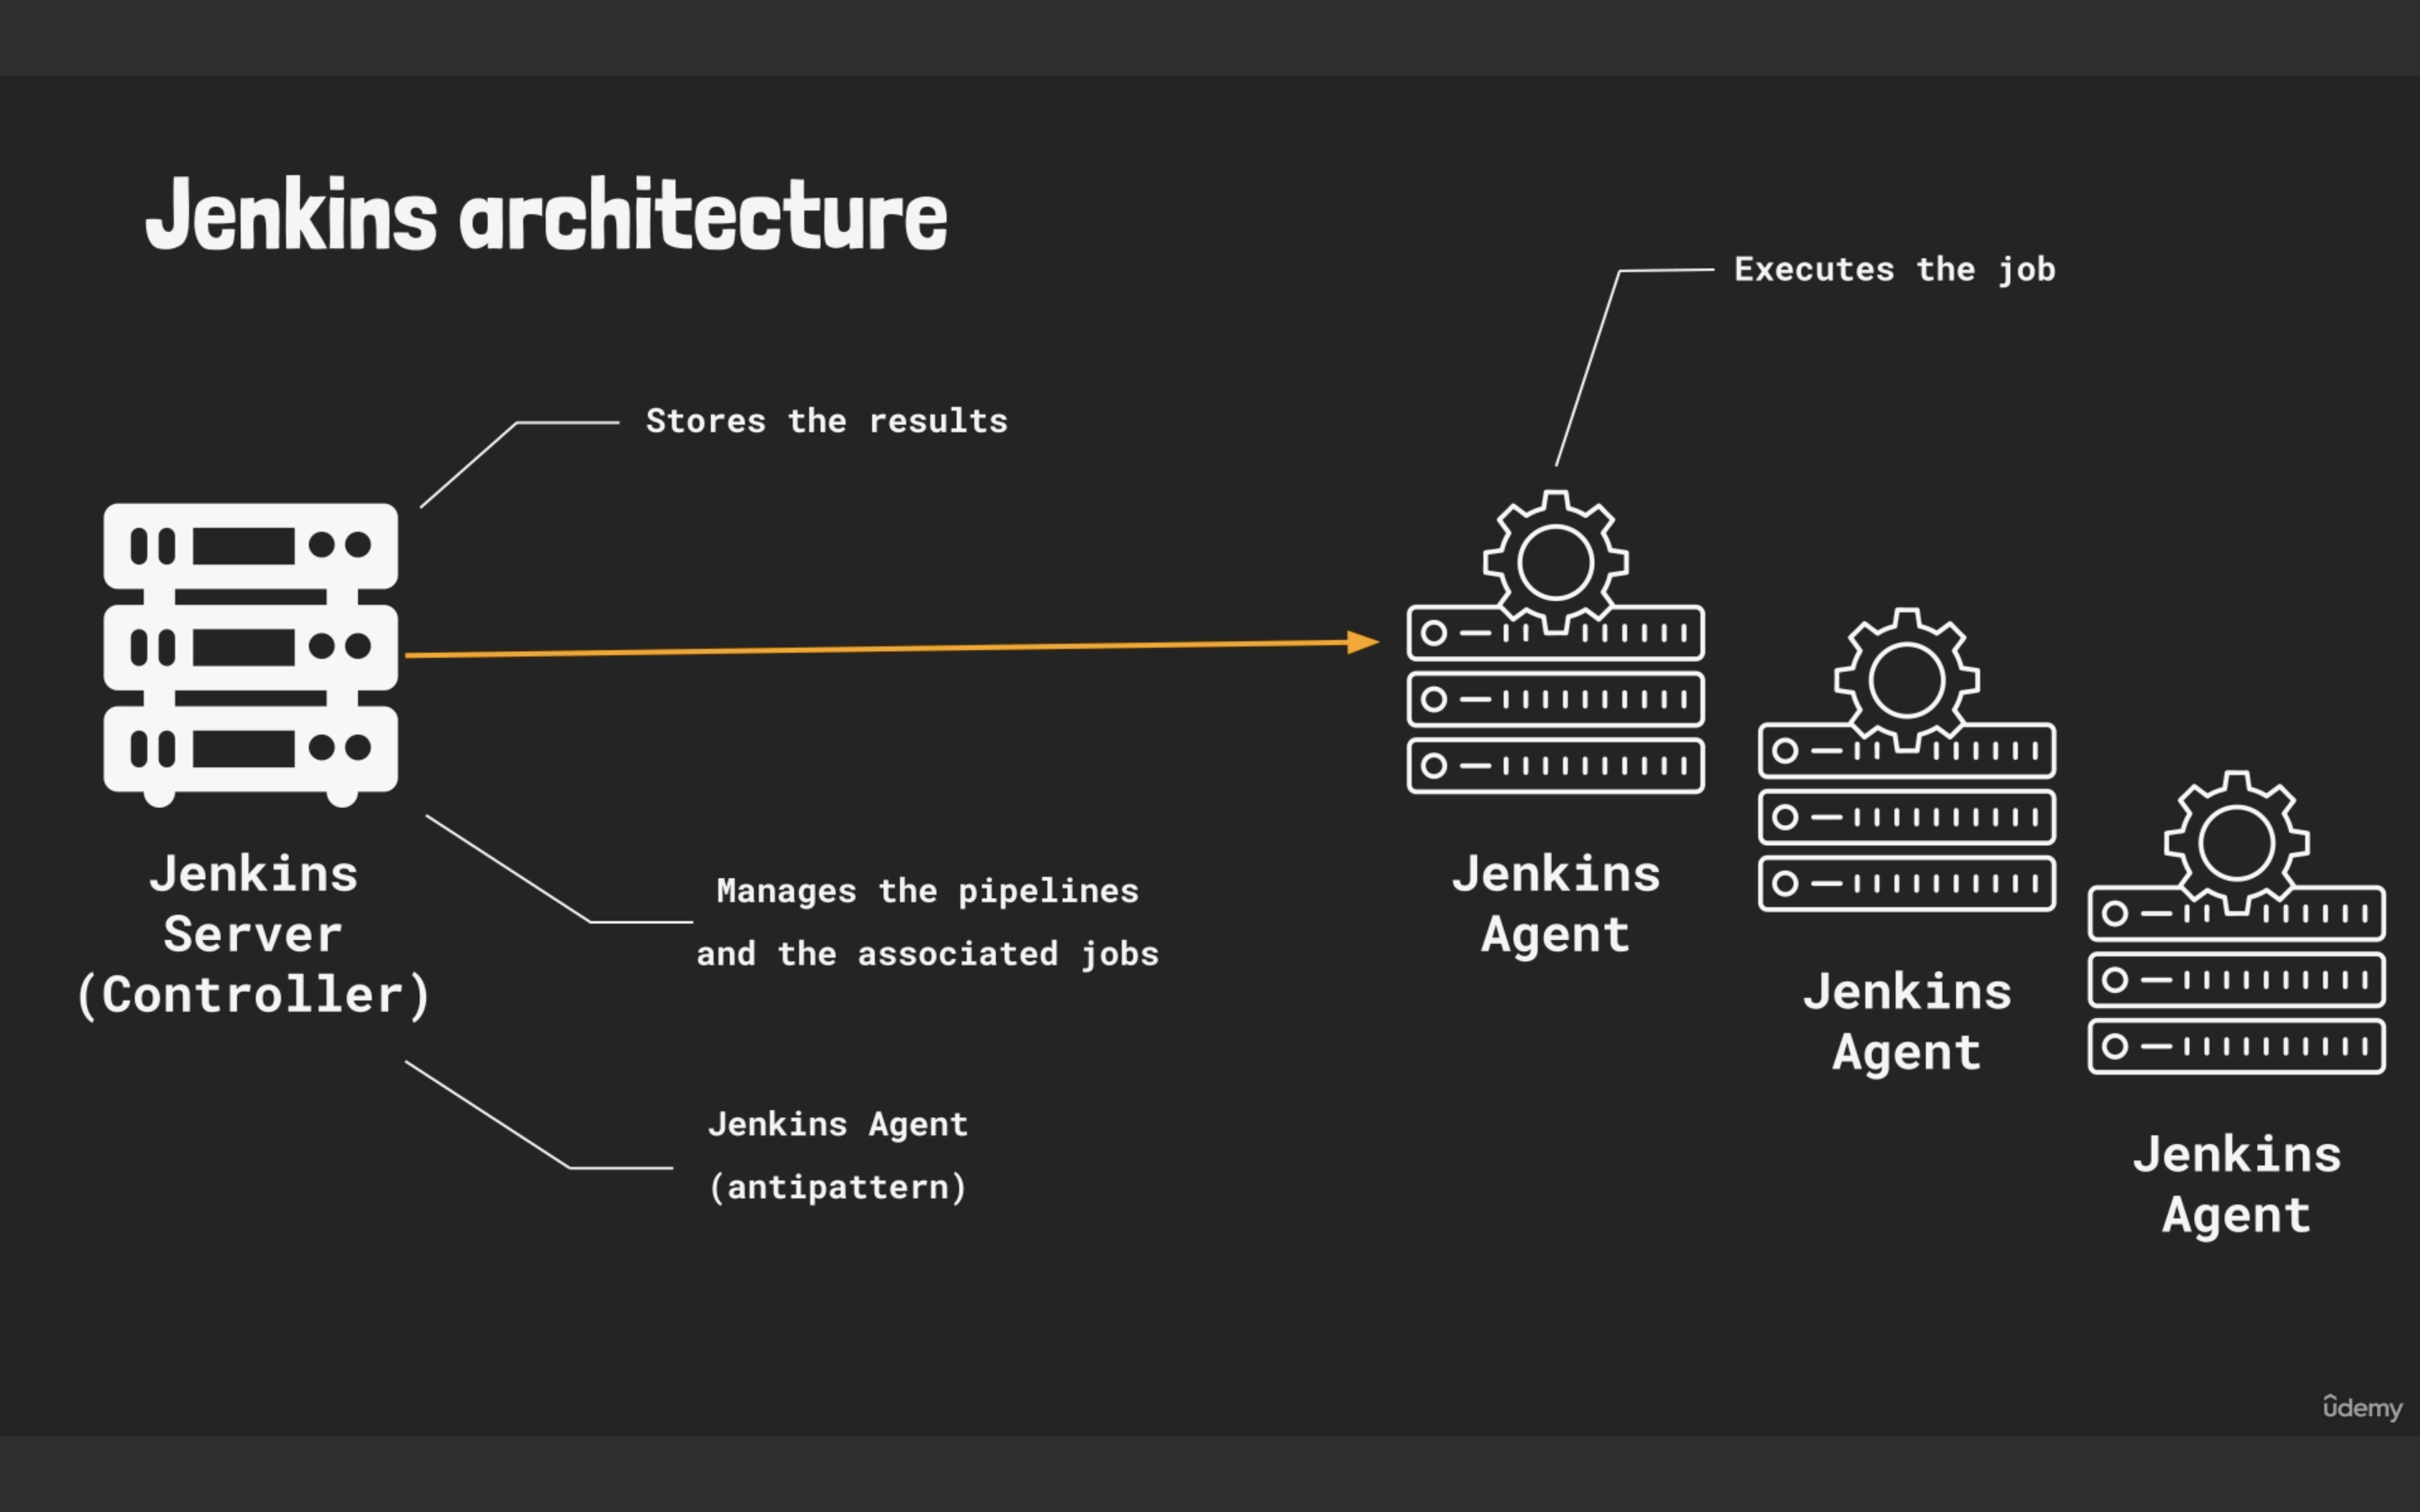 Jenkins architecture
Executes the job
Stores the results
Jenkins
Server
(Controller)
Manages the pipelines
and the associated jobs
Jenkins Agent
(antipattern)
Jenkins
Agent
Jenkins
Agent
Jenkins
Agent
ûdemy